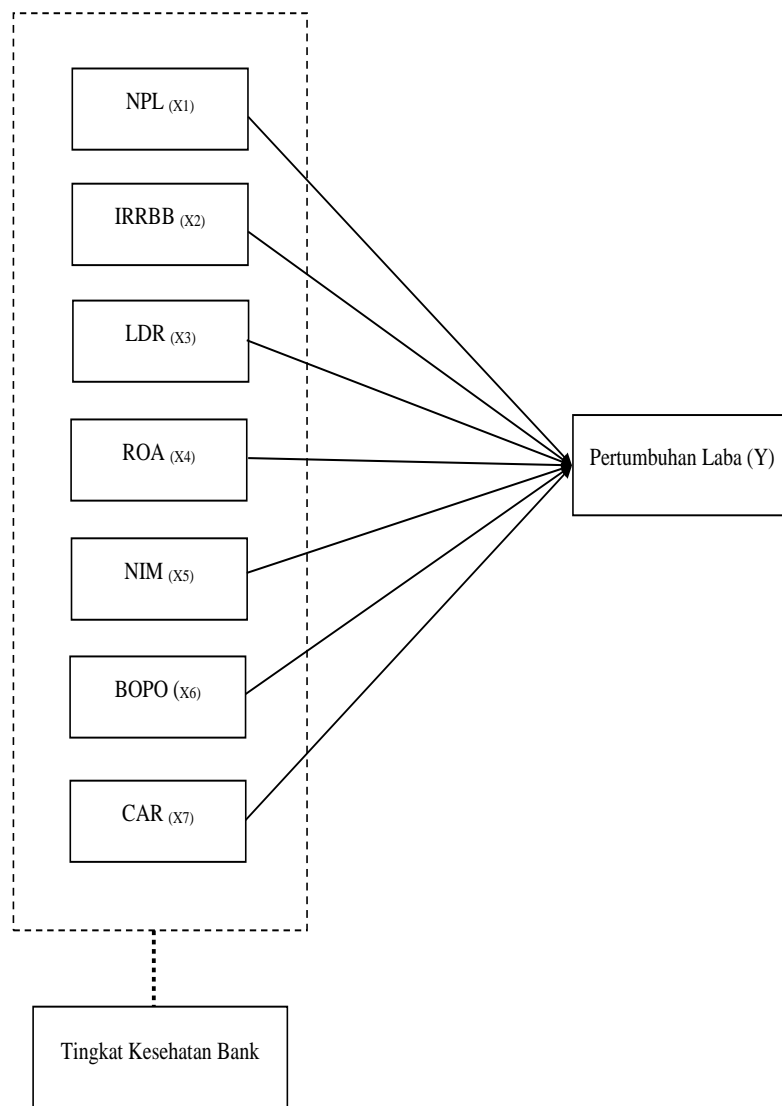 NPL (X1)
IRRBB (X2)
LDR (X3)
ROA (X4)
Pertumbuhan Laba (Y)
NIM (X5)
BOPO (X6)
CAR (X7)
Tingkat Kesehatan Bank